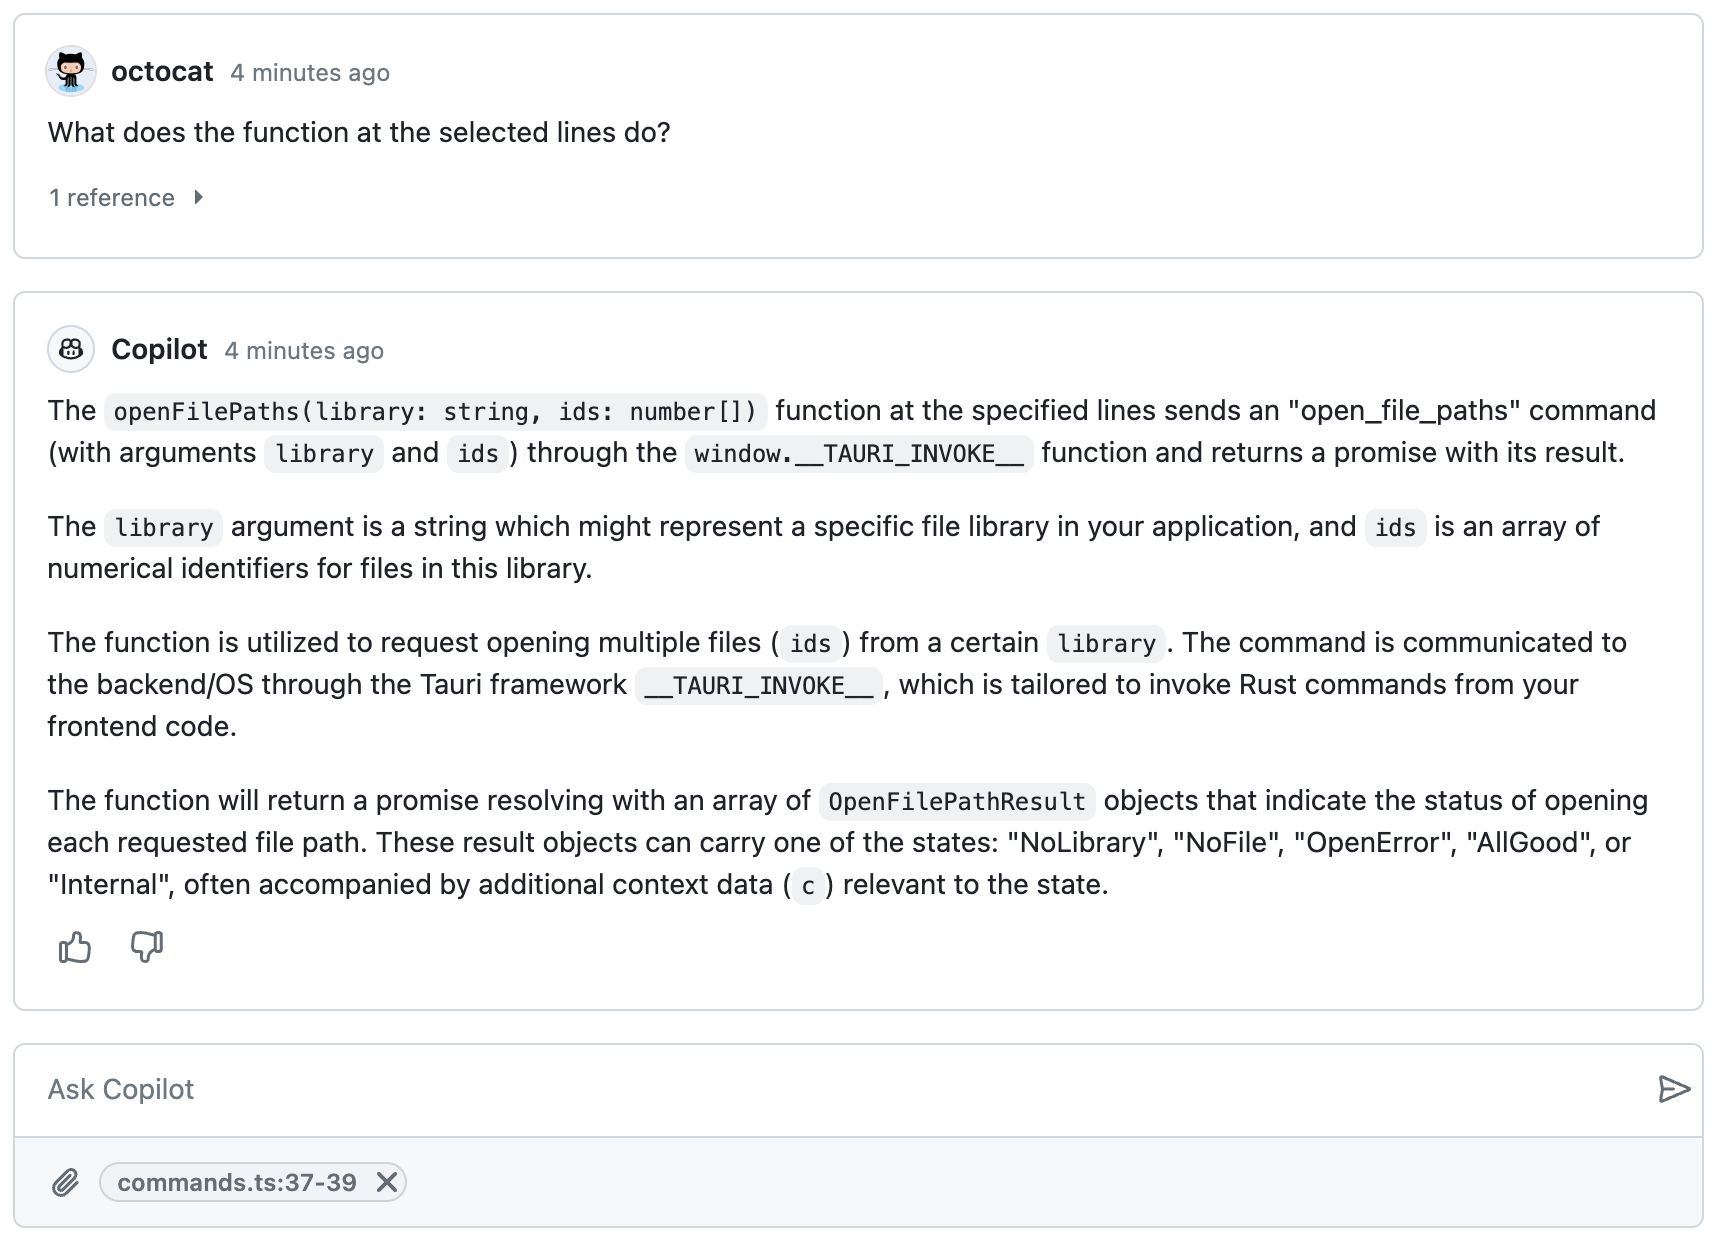 octocat 4 minutes ago
What does the function at the selected lines do?
1 reference
Copilot 4 minutes ago
The openFilePaths(library: string, ids: number[]) function at the specified lines sends an "open_file_paths" command
(with arguments library and ids) through the window.__TAURI_INVOKE__ function and returns a promise with its result.
The library argument is a string which might represent a specific file library in your application, and ids is an array of
numerical identifiers for files in this library.
The function is utilized to request opening multiple files (ids) from a certain library. The command is communicated to
the backend/OS through the Tauri framework __TAURI_INVOKE__, which is tailored to invoke Rust commands from your
frontend code.
The function will return a promise resolving with an array of OpenFilePathResult objects that indicate the status of opening
each requested file path. These result objects can carry one of the states: "NoLibrary", "NoFile", "OpenError", "AllGood", or
"Internal", often accompanied by additional context data (c) relevant to the state.
Ask Copilot
commands.ts:37-39